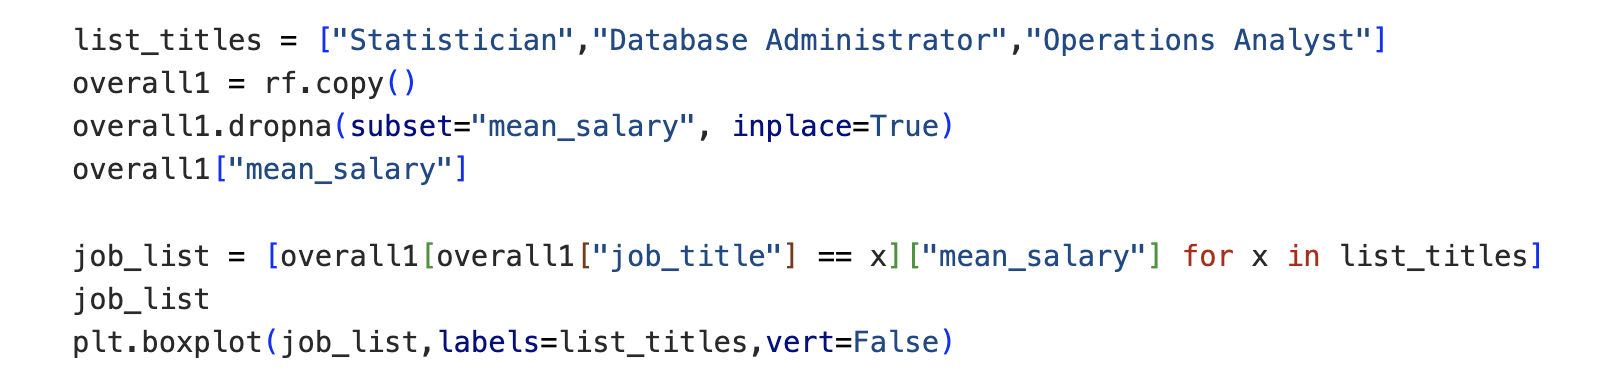 list_titles = ["Statistician","Database Administrator","Operations Analyst"]
overall1 = rf.copy()
overall1.dropna(subset="mean_salary", inplace=True)
overall1["mean_salary"]

job_list = [overall1[overall1["job_title"] == x]["mean_salary"] for x in list_titles]
job_list
plt.boxplot(job_list,labels=list_titles,vert=False)